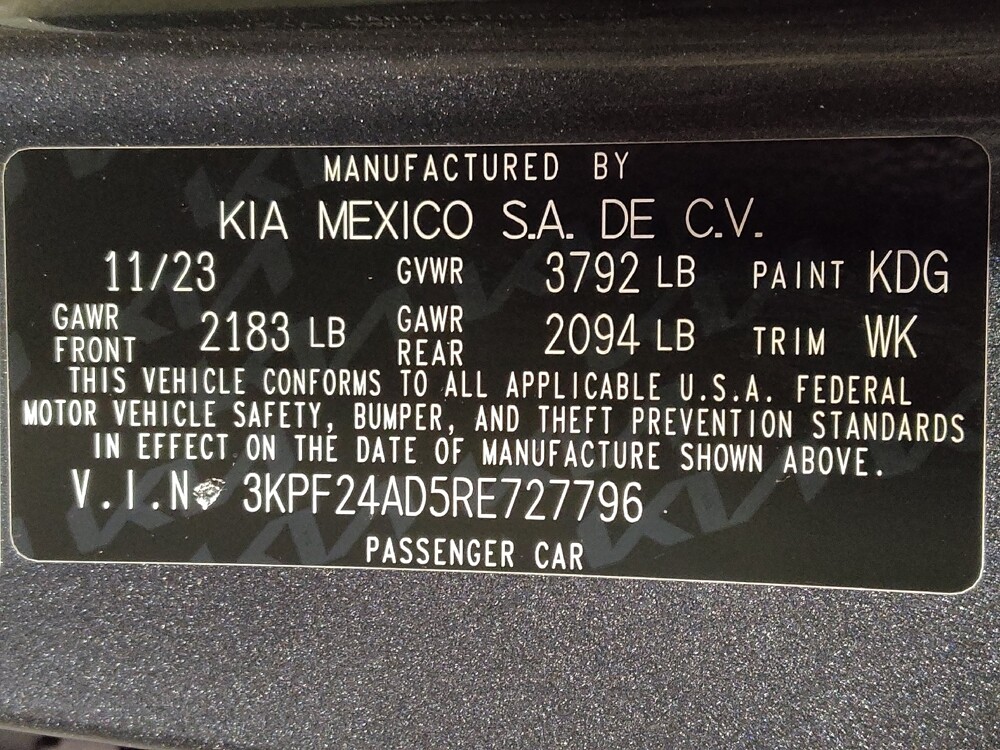 MANUFACTURED BY
KIA MEXICO S.A. DE C.V.
11/23 GVWR 3792 LB PAINT KDG
GAWR FRONT 2183 LB GAWR REAR 2094 LB TRIM WK
THIS VEHICLE CONFORMS TO ALL APPLICABLE U.S.A. FEDERAL
MOTOR VEHICLE SAFETY, BUMPER, AND THEFT PREVENTION STANDARDS
IN EFFECT ON THE DATE OF MANUFACTURE SHOWN ABOVE.
V.I.N 3KPF24AD5RE727796
PASSENGER CAR